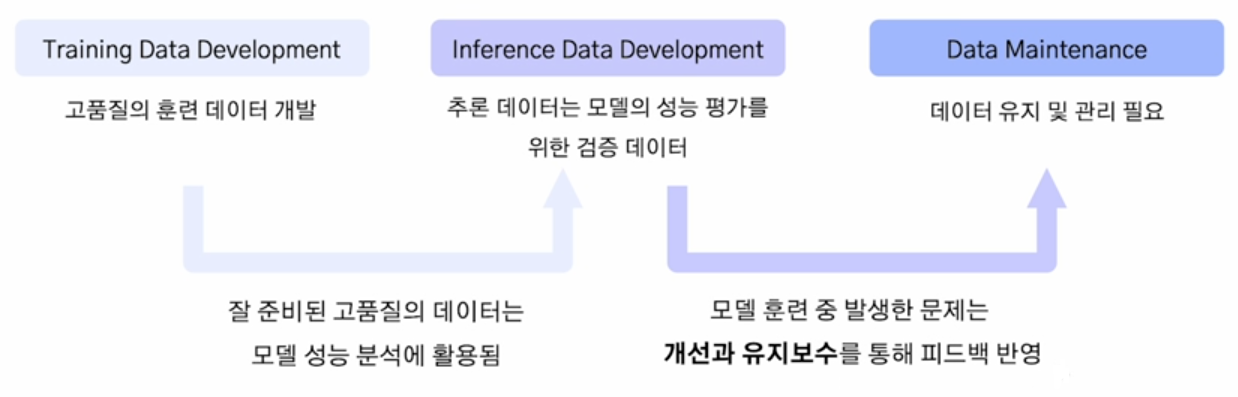 Training Data Development
고품질의 훈련 데이터 개발
Inference Data Development
추론 데이터는 모델의 성능 평가를
위한 검증 데이터
Data Maintenance
데이터 유지 및 관리 필요
잘 준비된 고품질의 데이터는
모델 성능 분석에 활용됨
모델 훈련 중 발생한 문제는
개선과 유지보수를 통해 피드백 반영